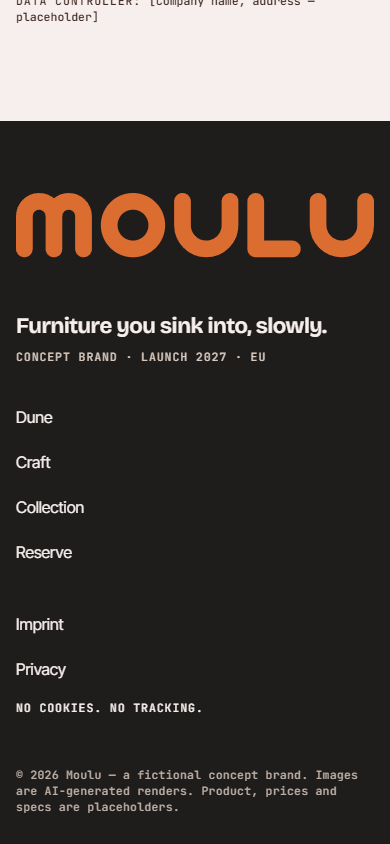 DATA CONTROLLER: [Company name, address —
placeholder]
MOULU
Furniture you sink into, slowly.
CONCEPT BRAND · LAUNCH 2027 · EU
Dune
Craft
Collection
Reserve
Imprint
Privacy
NO COOKIES. NO TRACKING.
© 2026 Moulu — a fictional concept brand. Images
are AI-generated renders. Product, prices and
specs are placeholders.